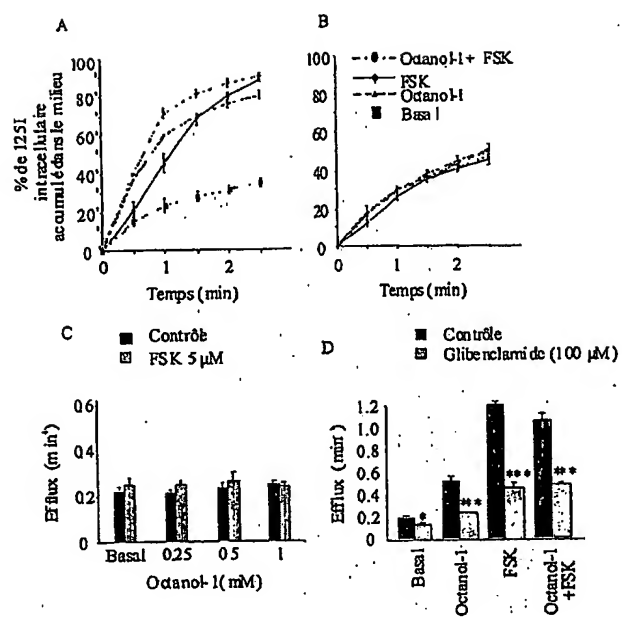 A
% de 125I
intracellulaire
accumulé dans le milieu
100
80
60
40
20
0
0 1 2
Temps (min)
B
100
80
60
40
20
0
0 1 2
Temps (min)
Octanol-1 + FSK
FSK
Octanol-1
Basal
C
Contrôle
FSK 5 µM
Efflux (min⁻¹)
0.6
0.4
0.2
0.0
Basal 0,25 0 5 1
Octanol-1 (mM)
D
Contrôle
Glibenclamide (100 µM)
Efflux (min⁻)
1.2
1.0
0.8
0.6
0.4
0.2
0
*
***
***
***
Basal
Octanol-1
FSK
Octanol-1
+FSK